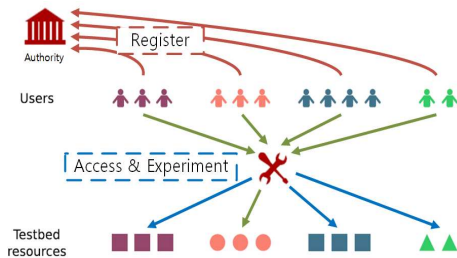 Register
Authority
Users
Access & Experiment
Testbed
resources